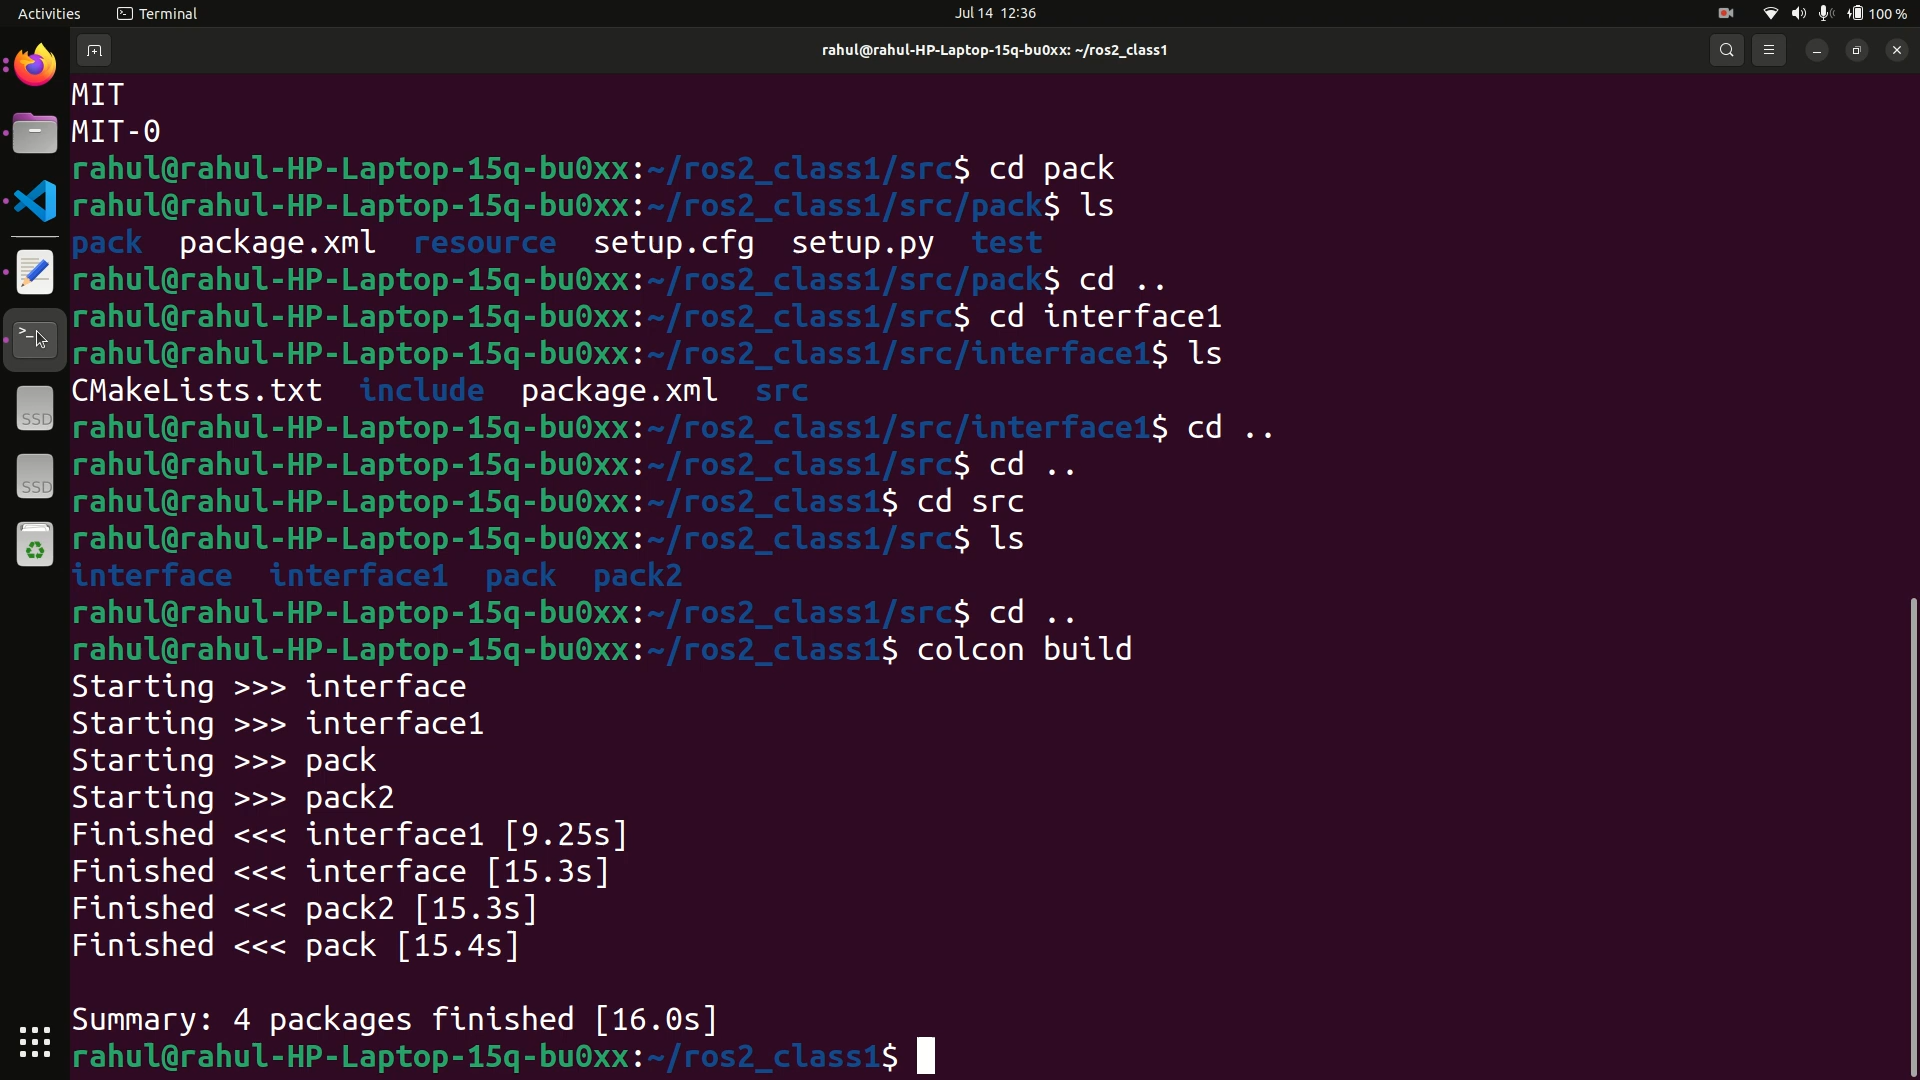 Activities Terminal Jul 14 12:36 100 %
rahul@rahul-HP-Laptop-15q-bu0xx: ~/ros2_class1
MIT
MIT-0
rahul@rahul-HP-Laptop-15q-bu0xx:~/ros2_class1/src$ cd pack
rahul@rahul-HP-Laptop-15q-bu0xx:~/ros2_class1/src/pack$ ls
pack package.xml resource setup.cfg setup.py test
rahul@rahul-HP-Laptop-15q-bu0xx:~/ros2_class1/src/pack$ cd ..
rahul@rahul-HP-Laptop-15q-bu0xx:~/ros2_class1/src$ cd interface1
rahul@rahul-HP-Laptop-15q-bu0xx:~/ros2_class1/src/interface1$ ls
CMakeLists.txt include package.xml src
rahul@rahul-HP-Laptop-15q-bu0xx:~/ros2_class1/src/interface1$ cd ..
rahul@rahul-HP-Laptop-15q-bu0xx:~/ros2_class1/src$ cd ..
rahul@rahul-HP-Laptop-15q-bu0xx:~/ros2_class1$ cd src
rahul@rahul-HP-Laptop-15q-bu0xx:~/ros2_class1/src$ ls
interface interface1 pack pack2
rahul@rahul-HP-Laptop-15q-bu0xx:~/ros2_class1/src$ cd ..
rahul@rahul-HP-Laptop-15q-bu0xx:~/ros2_class1$ colcon build
Starting >>> interface
Starting >>> interface1
Starting >>> pack
Starting >>> pack2
Finished <<< interface1 [9.25s]
Finished <<< interface [15.3s]
Finished <<< pack2 [15.3s]
Finished <<< pack [15.4s]
Summary: 4 packages finished [16.0s]
rahul@rahul-HP-Laptop-15q-bu0xx:~/ros2_class1$
SSD
SSD